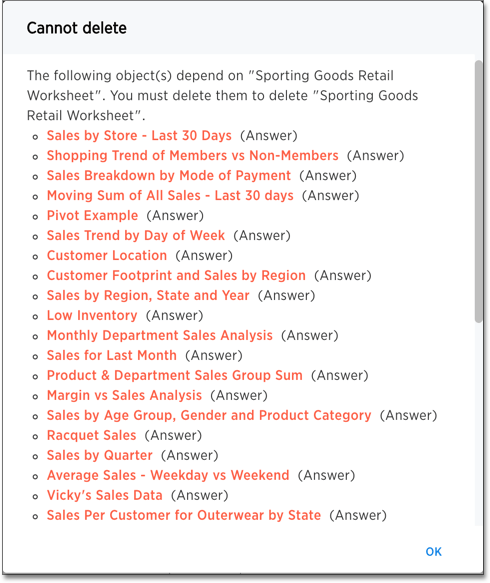 Cannot delete
The following object(s) depend on "Sporting Goods Retail
Worksheet". You must delete them to delete "Sporting Goods
Retail Worksheet".
Sales by Store - Last 30 Days (Answer)
Shopping Trend of Members vs Non-Members (Answer)
Sales Breakdown by Mode of Payment (Answer)
Moving Sum of All Sales - Last 30 days (Answer)
Pivot Example (Answer)
Sales Trend by Day of Week (Answer)
Customer Location (Answer)
Customer Footprint and Sales by Region (Answer)
Sales by Region, State and Year (Answer)
Low Inventory (Answer)
Monthly Department Sales Analysis (Answer)
Sales for Last Month (Answer)
Product & Department Sales Group Sum (Answer)
Margin vs Sales Analysis (Answer)
Sales by Age Group, Gender and Product Category (Answer)
Racquet Sales (Answer)
Sales by Quarter (Answer)
Average Sales - Weekday vs Weekend (Answer)
Vicky's Sales Data (Answer)
Sales Per Customer for Outerwear by State (Answer)
OK